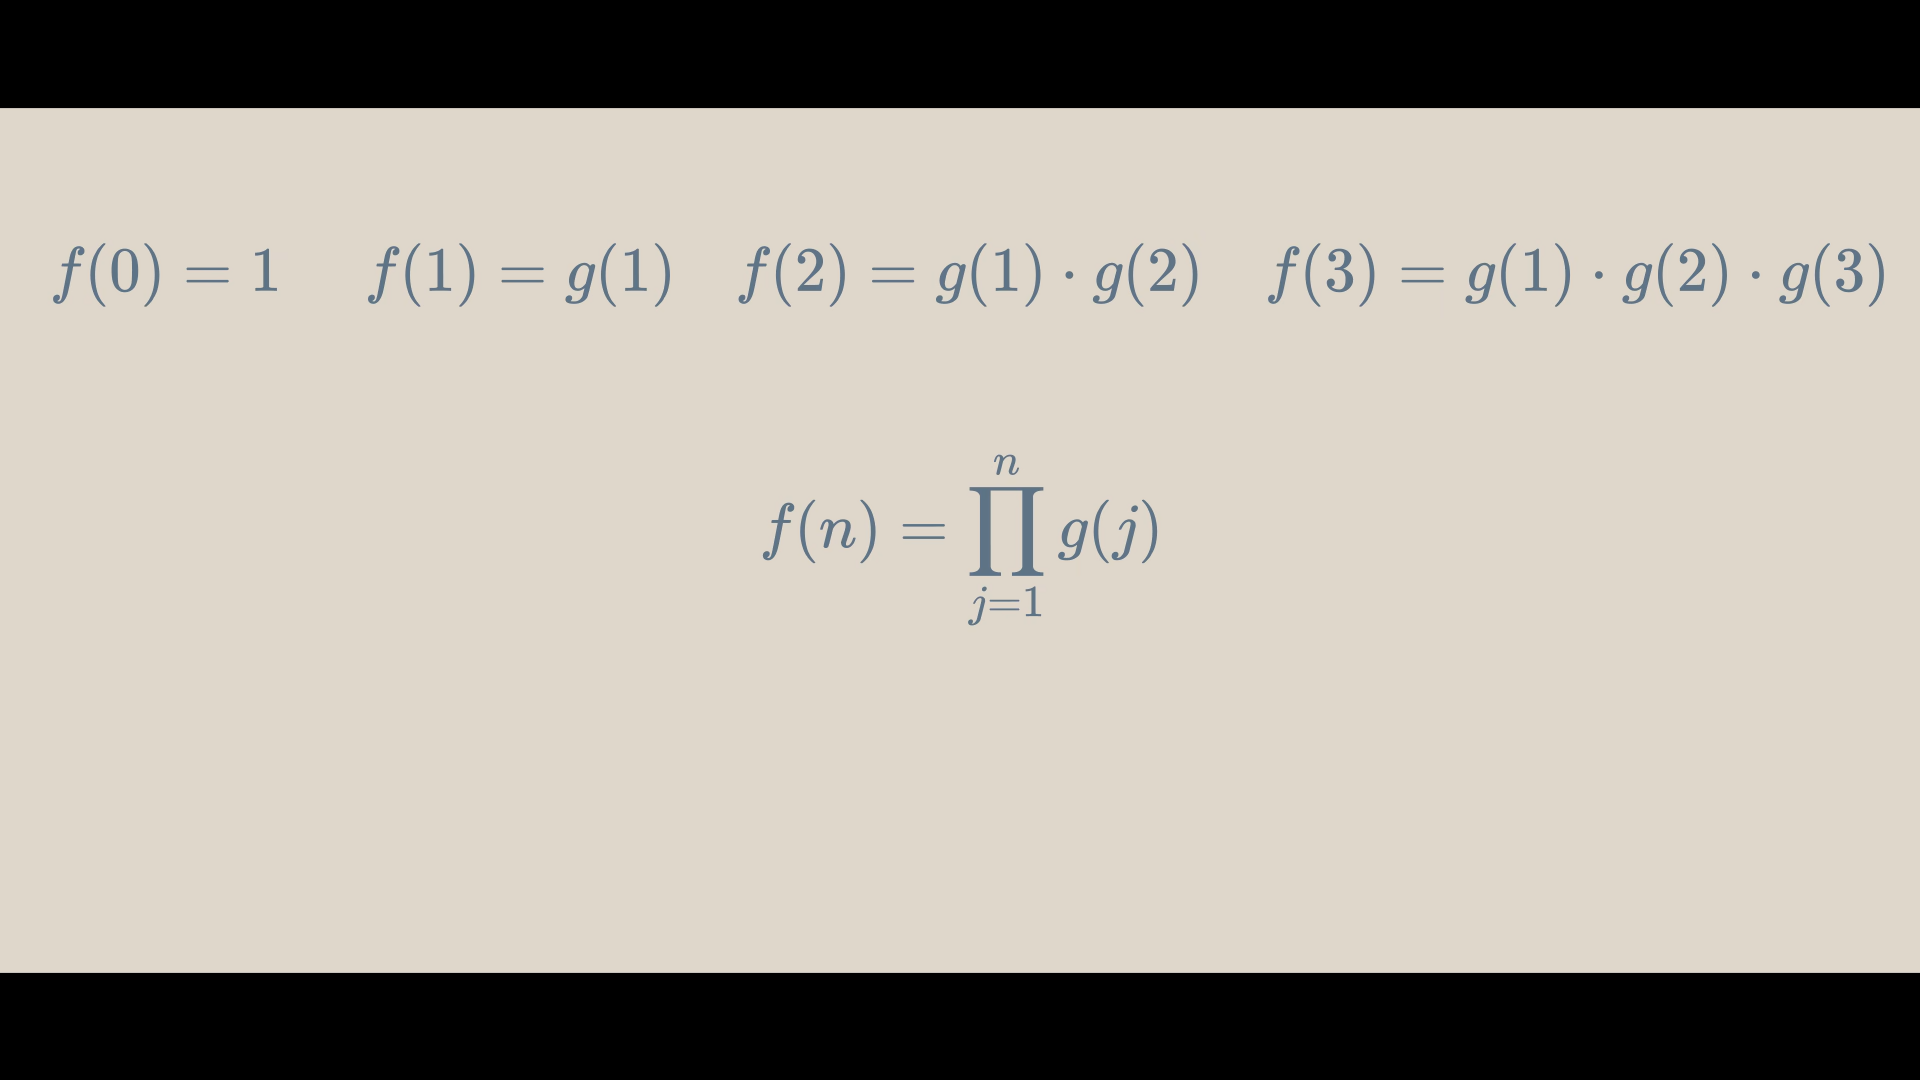 f(0) = 1 f(1) = g(1) f(2) = g(1) · g(2) f(3) = g(1) · g(2) · g(3)
f(n) = ∏_{j=1}^{n} g(j)